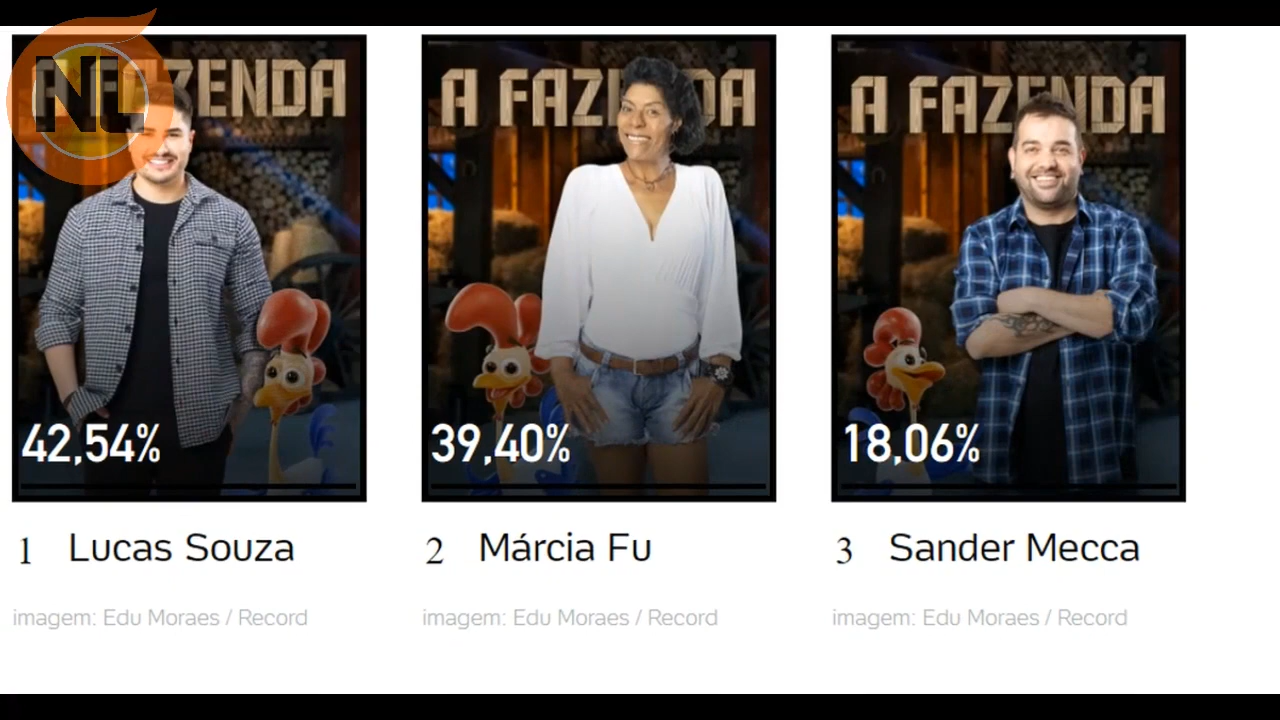 NL
A FAZENDA
42,54%
1 Lucas Souza
imagem: Edu Moraes / Record
A FAZENDA
39,40%
2 Márcia Fu
imagem: Edu Moraes / Record
A FAZENDA
18,06%
3 Sander Mecca
imagem: Edu Moraes / Record